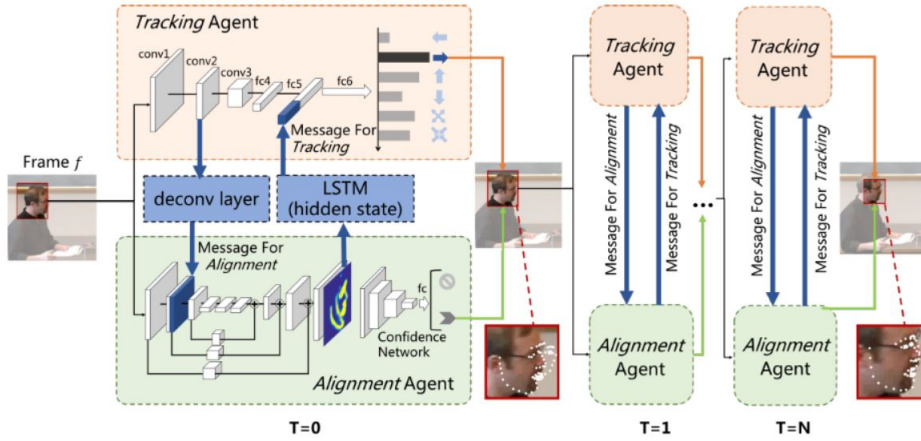 Tracking Agent
conv1
conv2
conv3
fc4
fc5
fc6
Message For
Tracking
Frame f
deconv layer
LSTM
(hidden state)
Message For
Alignment
fc
Confidence
Network
Alignment Agent
T=0
Tracking
Agent
Message For Alignment
Message For Tracking
Alignment
Agent
T=1
...
Tracking
Agent
Message For Alignment
Message For Tracking
Alignment
Agent
T=N